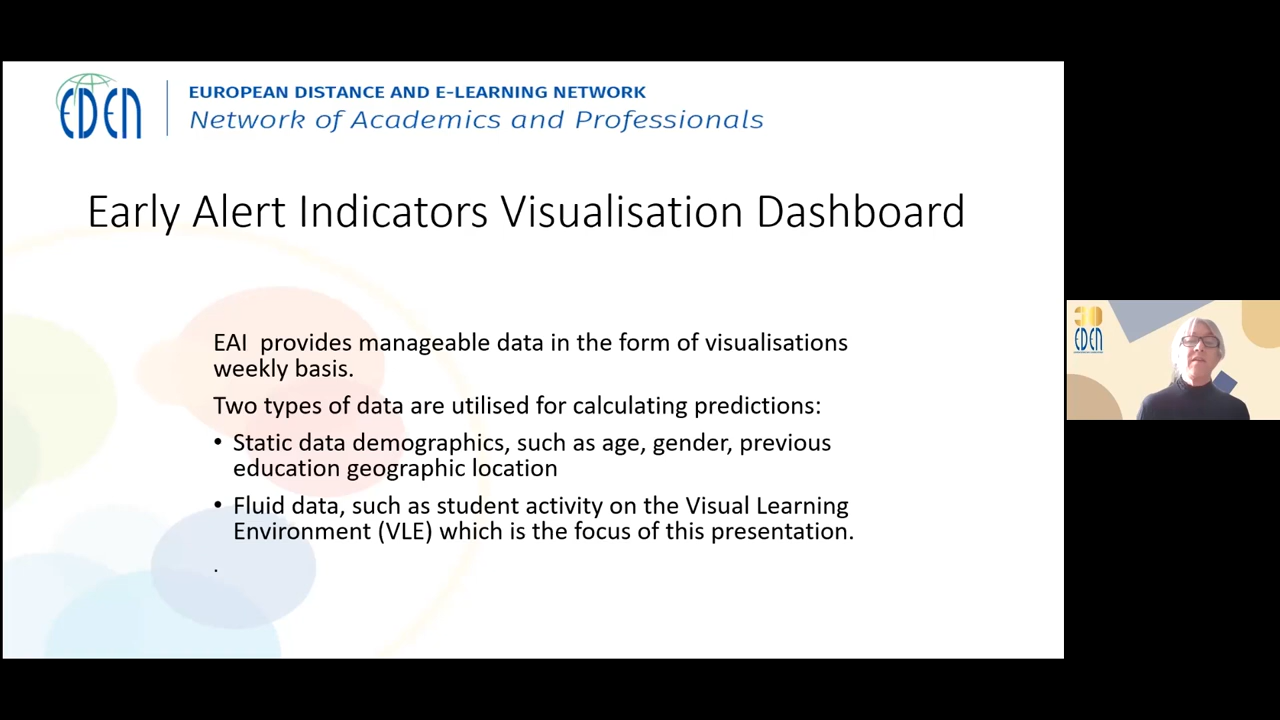 EDEN
EUROPEAN DISTANCE AND E-LEARNING NETWORK
Network of Academics and Professionals
Early Alert Indicators Visualisation Dashboard
EAI provides manageable data in the form of visualisations
weekly basis.
Two types of data are utilised for calculating predictions:
• Static data demographics, such as age, gender, previous
education geographic location
• Fluid data, such as student activity on the Visual Learning
Environment (VLE) which is the focus of this presentation.
.
30
EDEN